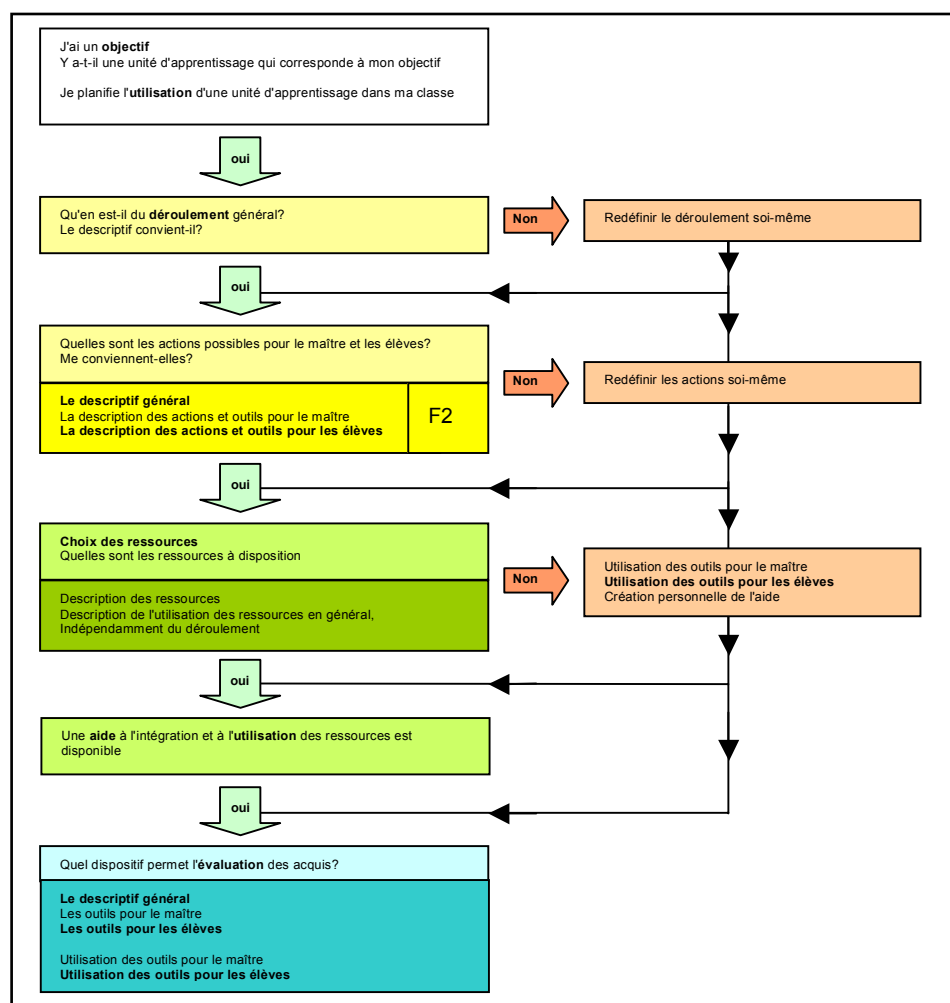 J'ai un objectif
Y a-t-il une unité d'apprentissage qui corresponde à mon objectif
Je planifie l'utilisation d'une unité d'apprentissage dans ma classe
oui
Qu'en est-il du déroulement général?
Le descriptif convient-il?
Non
Redéfinir le déroulement soi-même
oui
Quelles sont les actions possibles pour le maître et les élèves?
Me conviennent-elles?
Non
Redéfinir les actions soi-même
Le descriptif général
La description des actions et outils pour le maître
La description des actions et outils pour les élèves
F2
oui
Choix des ressources
Quelles sont les ressources à disposition
Non
Utilisation des outils pour le maître
Utilisation des outils pour les élèves
Création personnelle de l'aide
Description des ressources
Description de l'utilisation des ressources en général,
Indépendamment du déroulement
oui
Une aide à l'intégration et à l'utilisation des ressources est
disponible
oui
Quel dispositif permet l'évaluation des acquis?
Le descriptif général
Les outils pour le maître
Les outils pour les élèves
Utilisation des outils pour le maître
Utilisation des outils pour les élèves